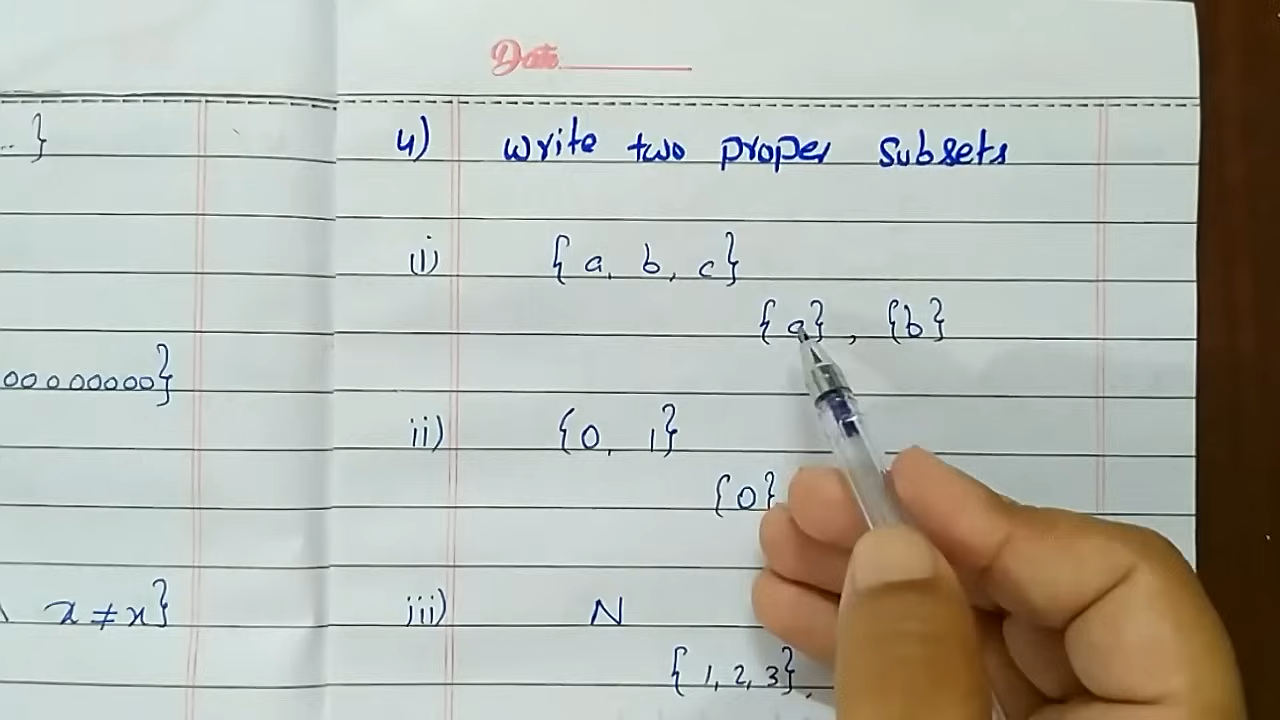 Date
.. }
4) write two proper subsets
(i) { a, b, c}
{ a} , {b}
00000000}
ii) {0, 1}
{0}
x ≠ x}
iii) N
{ 1, 2, 3} ,